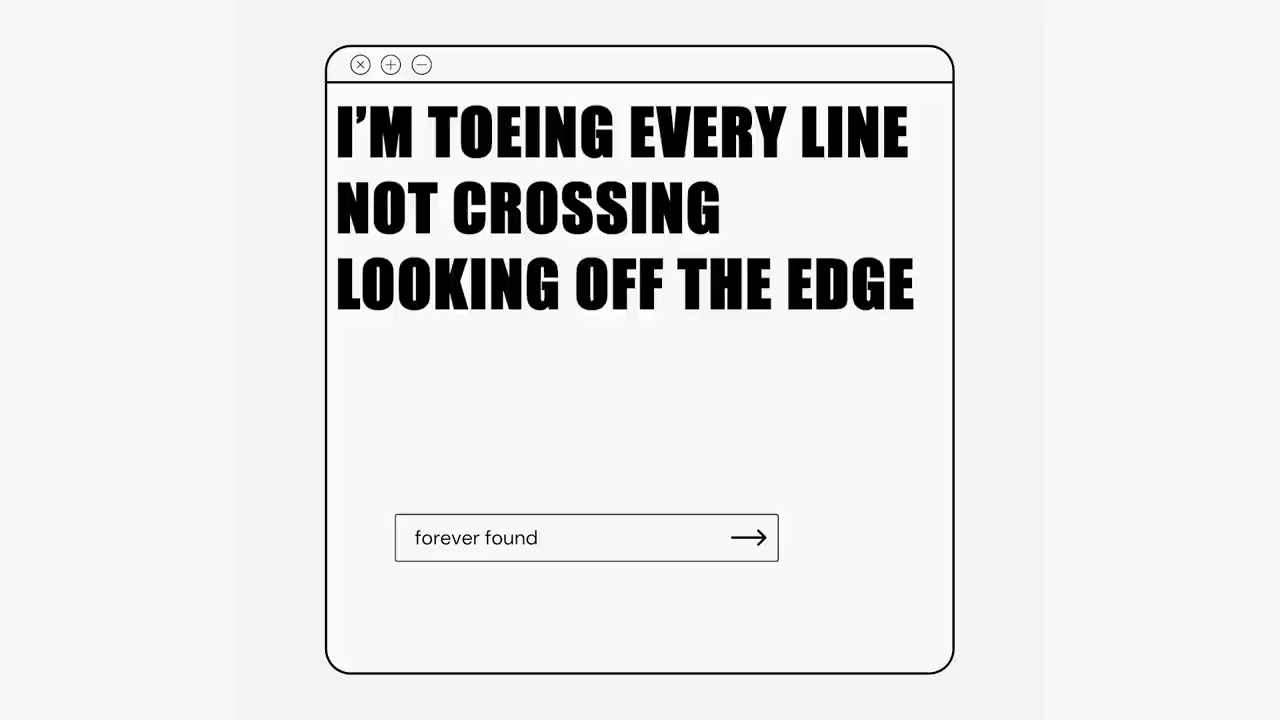 I’M TOEING EVERY LINE
NOT CROSSING
LOOKING OFF THE EDGE
forever found